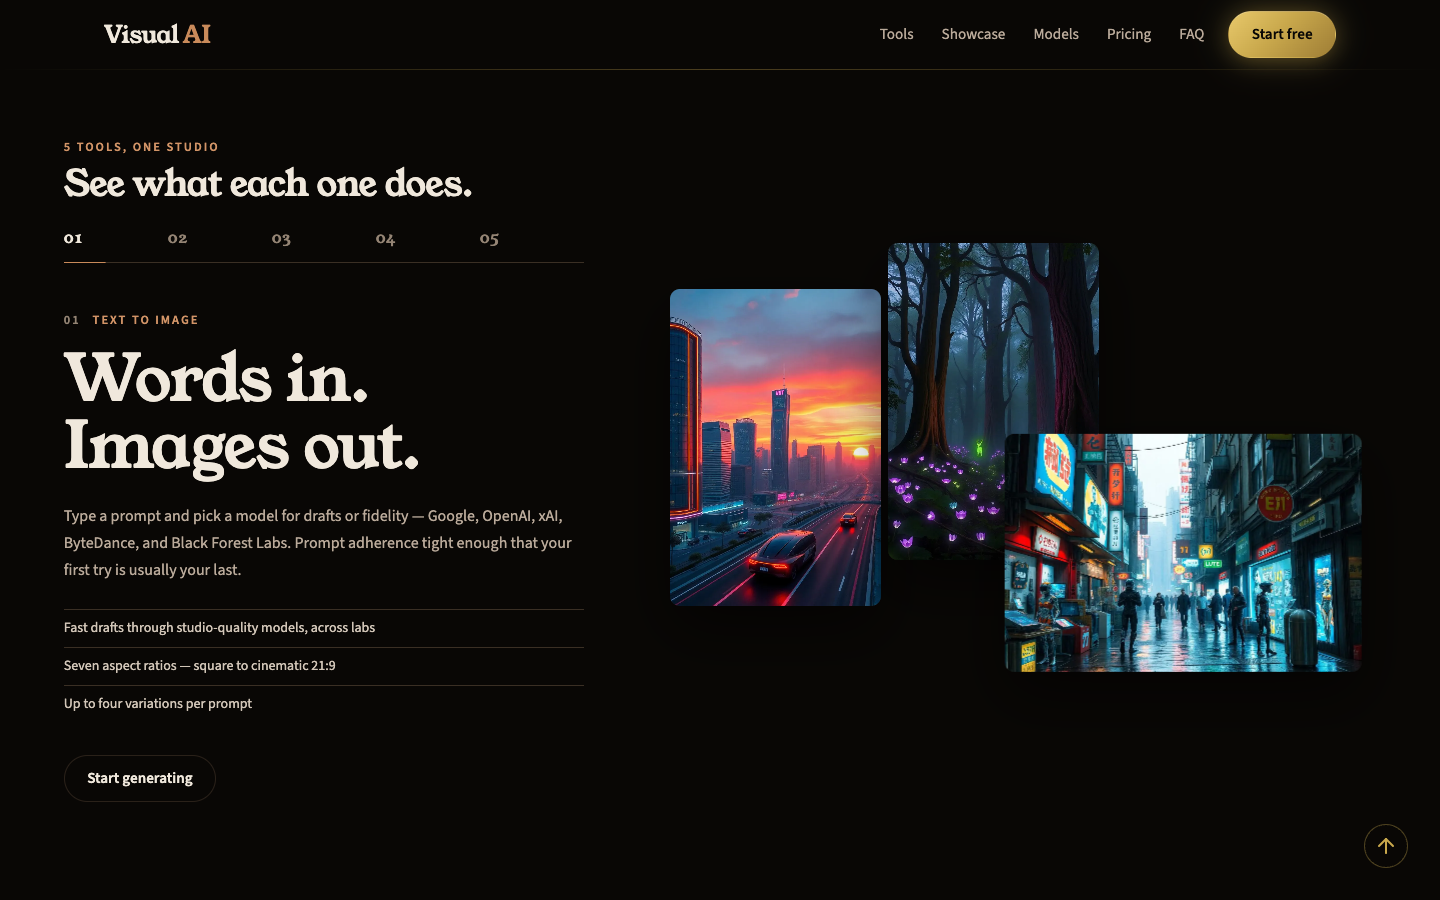 Visual AI
Tools
Showcase
Models
Pricing
FAQ
Start free
5 TOOLS, ONE STUDIO
See what each one does.
01
02
03
04
05
01 TEXT TO IMAGE
Words in.
Images out.
Type a prompt and pick a model for drafts or fidelity — Google, OpenAI, xAI,
ByteDance, and Black Forest Labs. Prompt adherence tight enough that your
first try is usually your last.
Fast drafts through studio-quality models, across labs
Seven aspect ratios — square to cinematic 21:9
Up to four variations per prompt
Start generating